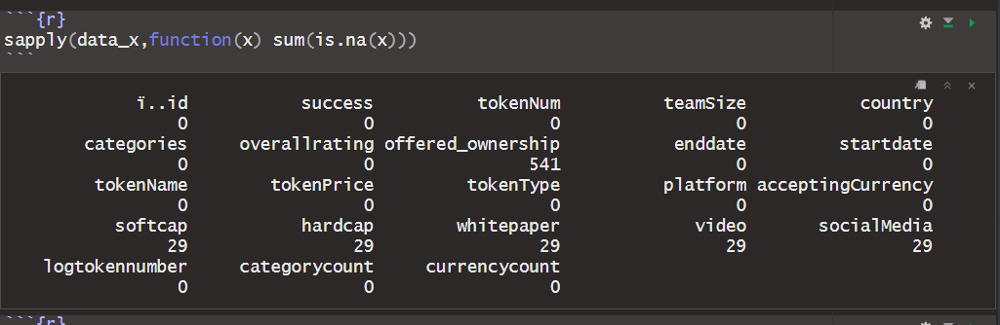 ```{r}
sapply(data_x,function(x) sum(is.na(x)))
```
ï..id success tokenNum teamSize country
0 0 0 0 0
categories overallrating offered_ownership enddate startdate
0 0 541 0 0
tokenName tokenPrice tokenType platform acceptingCurrency
0 0 0 0 0
softcap hardcap whitepaper video socialMedia
29 29 29 29 29
logtokennumber categorycount currencycount
0 0 0
```{r}